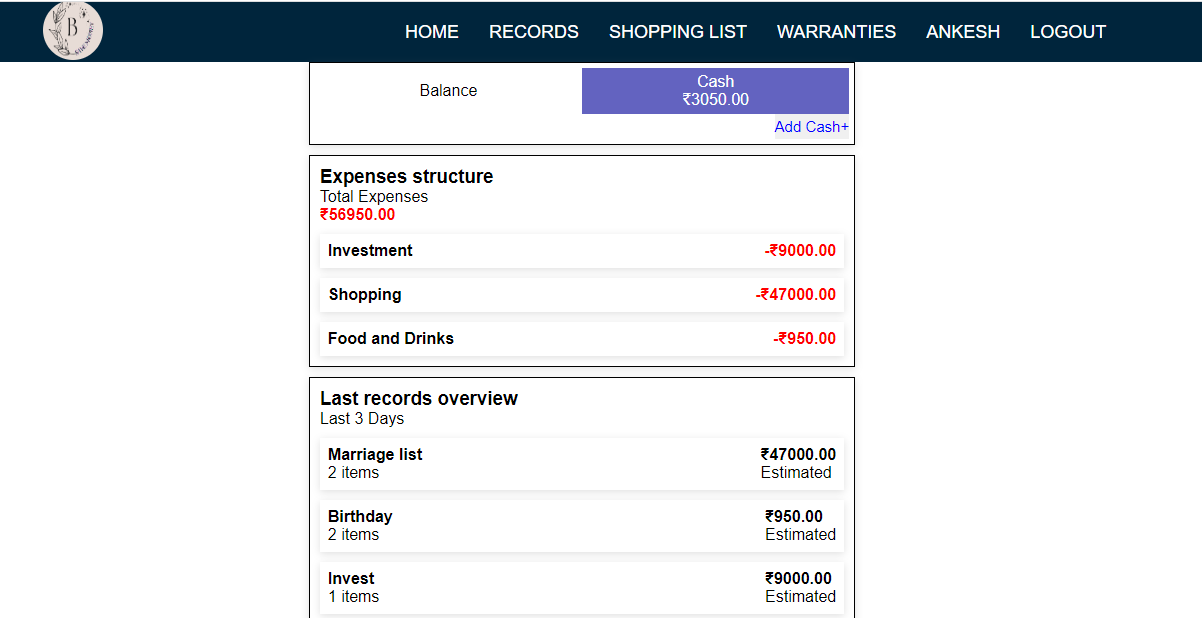 B
HOME RECORDS SHOPPING LIST WARRANTIES ANKESH LOGOUT
Balance
Cash
₹3050.00
Add Cash+
Expenses structure
Total Expenses
₹56950.00
Investment -₹9000.00
Shopping -₹47000.00
Food and Drinks -₹950.00
Last records overview
Last 3 Days
Marriage list ₹47000.00
2 items Estimated
Birthday ₹950.00
2 items Estimated
Invest ₹9000.00
1 items Estimated